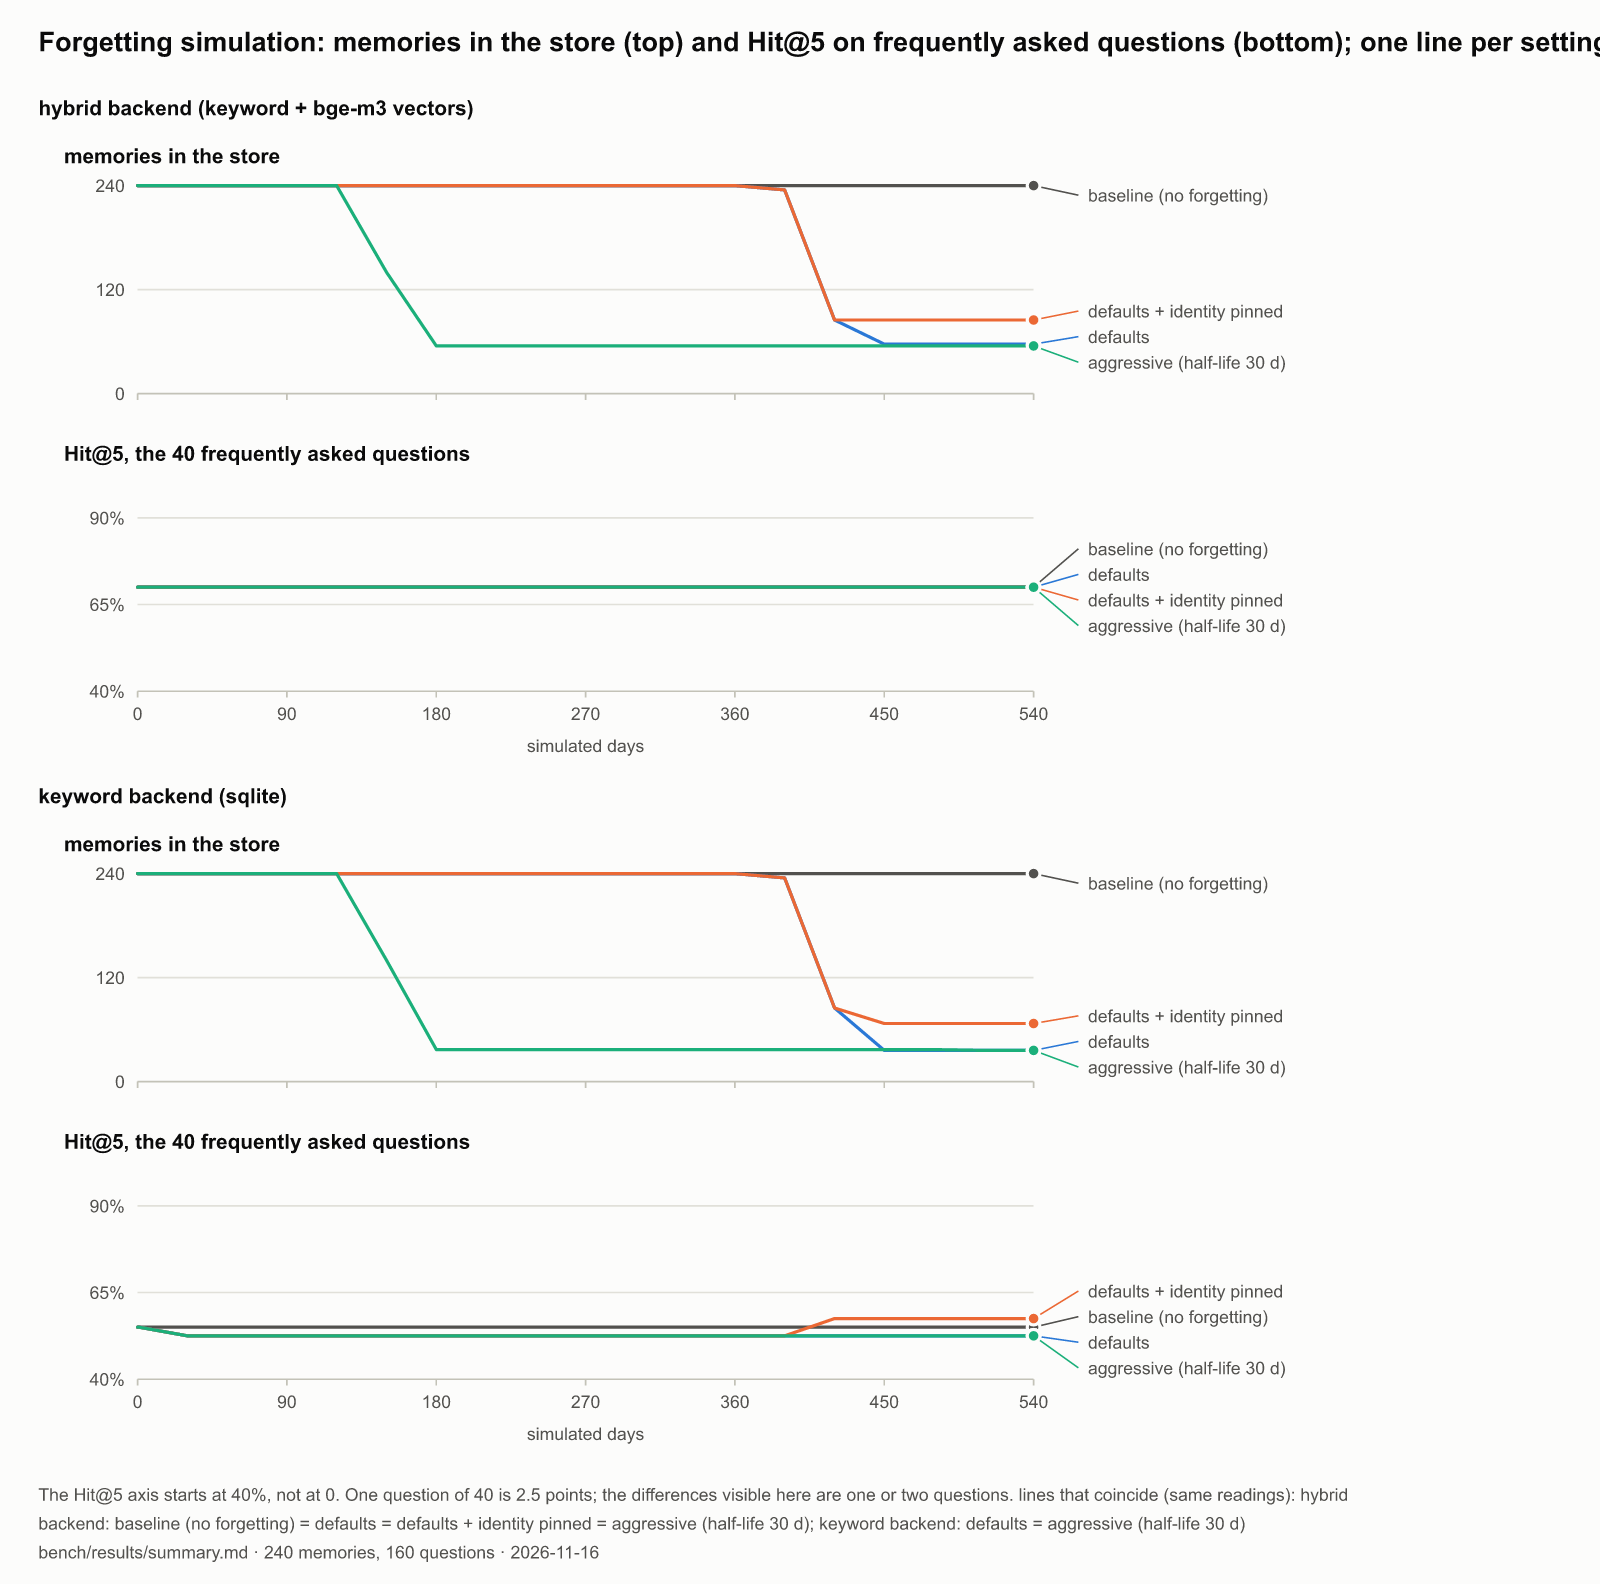 Forgetting simulation: memories in the store (top) and Hit@5 on frequently asked questions (bottom); one line per setting
hybrid backend (keyword + bge-m3 vectors)
memories in the store
240
120
0
baseline (no forgetting)
defaults + identity pinned
defaults
aggressive (half-life 30 d)
Hit@5, the 40 frequently asked questions
90%
65%
40%
baseline (no forgetting)
defaults
defaults + identity pinned
aggressive (half-life 30 d)
0 90 180 270 360 450 540
simulated days
keyword backend (sqlite)
memories in the store
240
120
0
baseline (no forgetting)
defaults + identity pinned
defaults
aggressive (half-life 30 d)
Hit@5, the 40 frequently asked questions
90%
65%
40%
defaults + identity pinned
baseline (no forgetting)
defaults
aggressive (half-life 30 d)
0 90 180 270 360 450 540
simulated days
The Hit@5 axis starts at 40%, not at 0. One question of 40 is 2.5 points; the differences visible here are one or two questions. lines that coincide (same readings): hybrid
backend: baseline (no forgetting) = defaults = defaults + identity pinned = aggressive (half-life 30 d); keyword backend: defaults = aggressive (half-life 30 d)
bench/results/summary.md · 240 memories, 160 questions · 2026-11-16